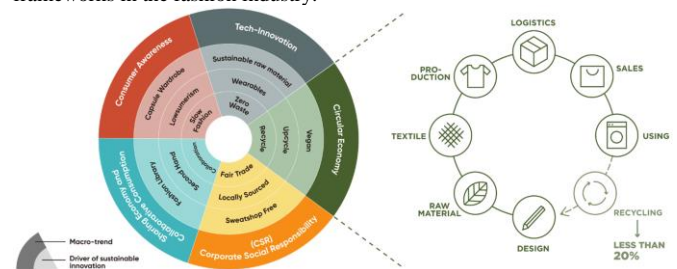 frameworks in the fashion industry.
Tech-Innovation
Sustainable raw material
Wearables
Zero
Waste
Consumer Awareness
Capsule Wardrobe
Lowsumerism
Slow
Fashion
Circular Economy
Vegan
Upcycle
Recycle
Sharing Economy and
Collaborative Consumption
Fashion Library
Second Hand
Collaboration
Fair Trade
Locally Sourced
Sweatshop Free
(CSR)
Corporate Social Responsibility
Macro-trend
Driver of sustainable
innovation
LOGISTICS
PRO-
DUCTION
SALES
TEXTILE
USING
RAW
MATERIAL
DESIGN
RECYCLING
LESS THAN
20%